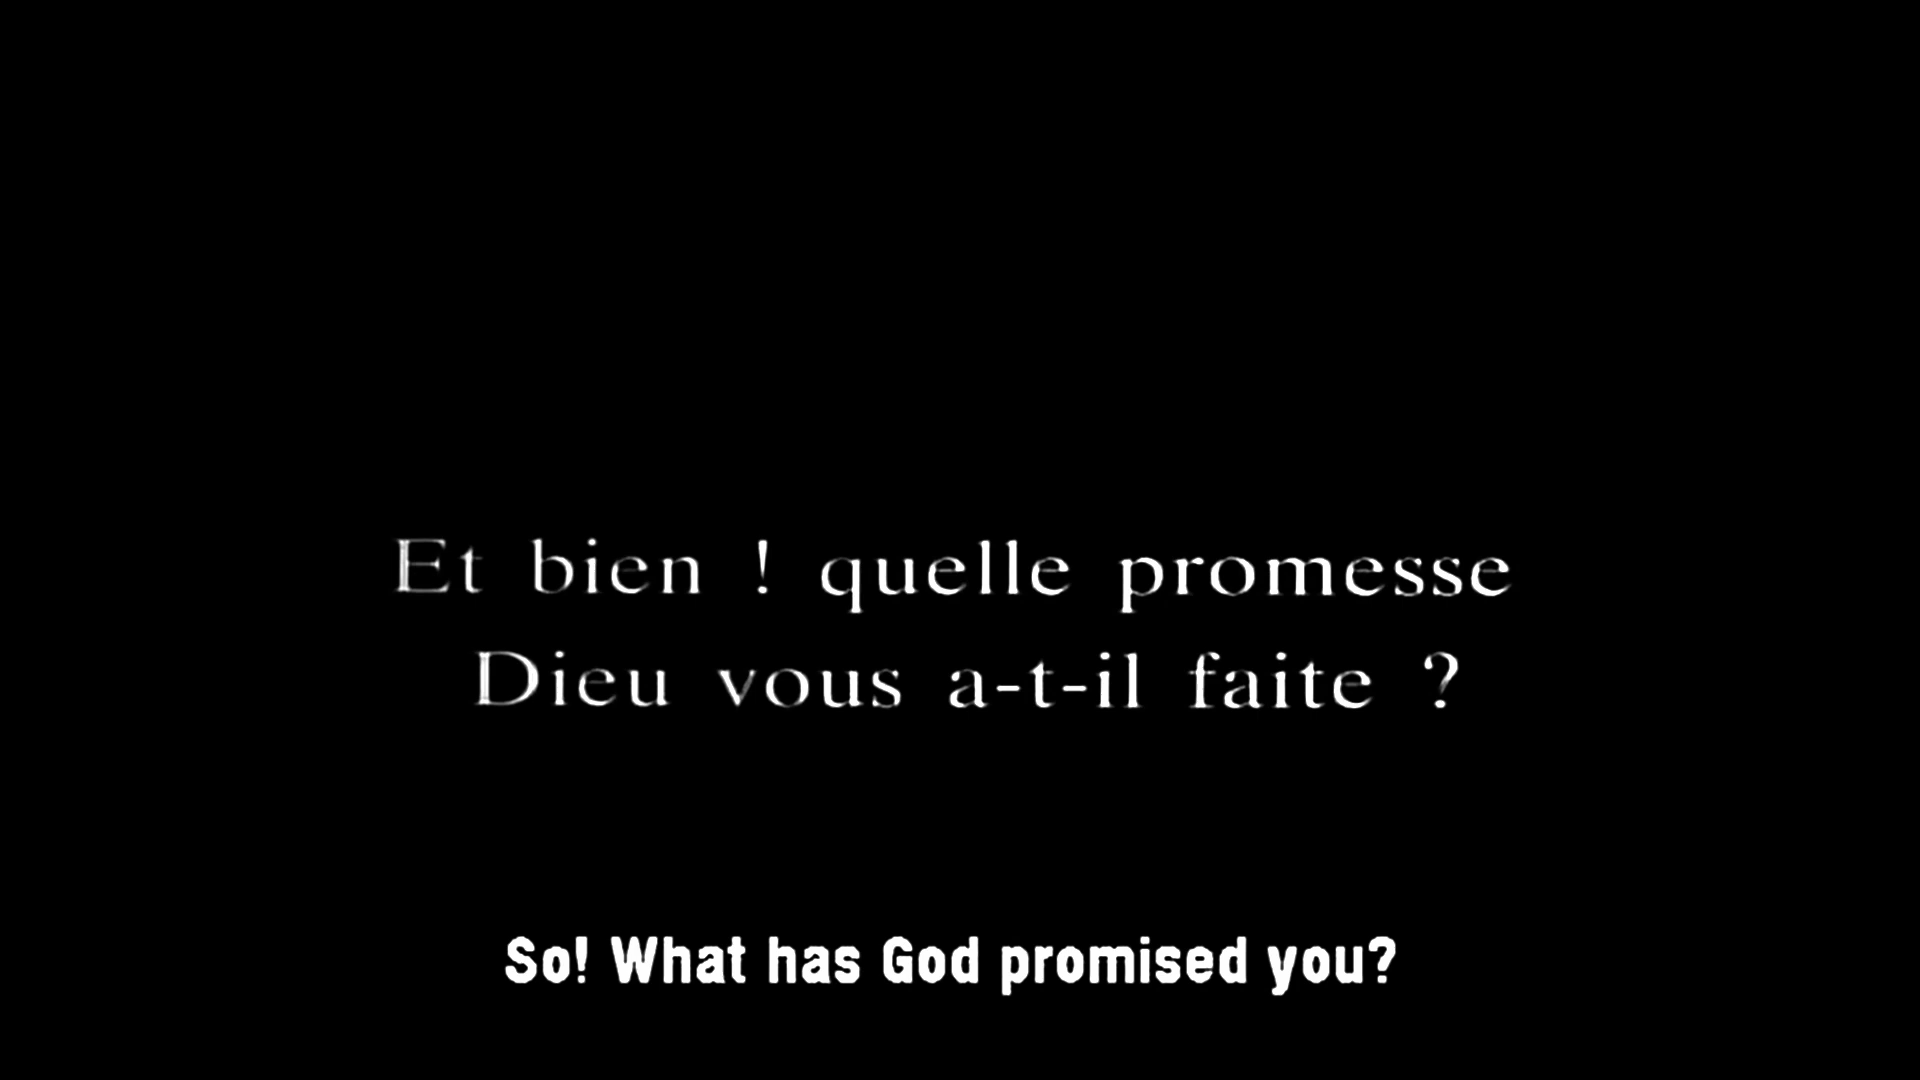 Et bien ! quelle promesse
Dieu vous a-t-il faite ?
So! What has God promised you?